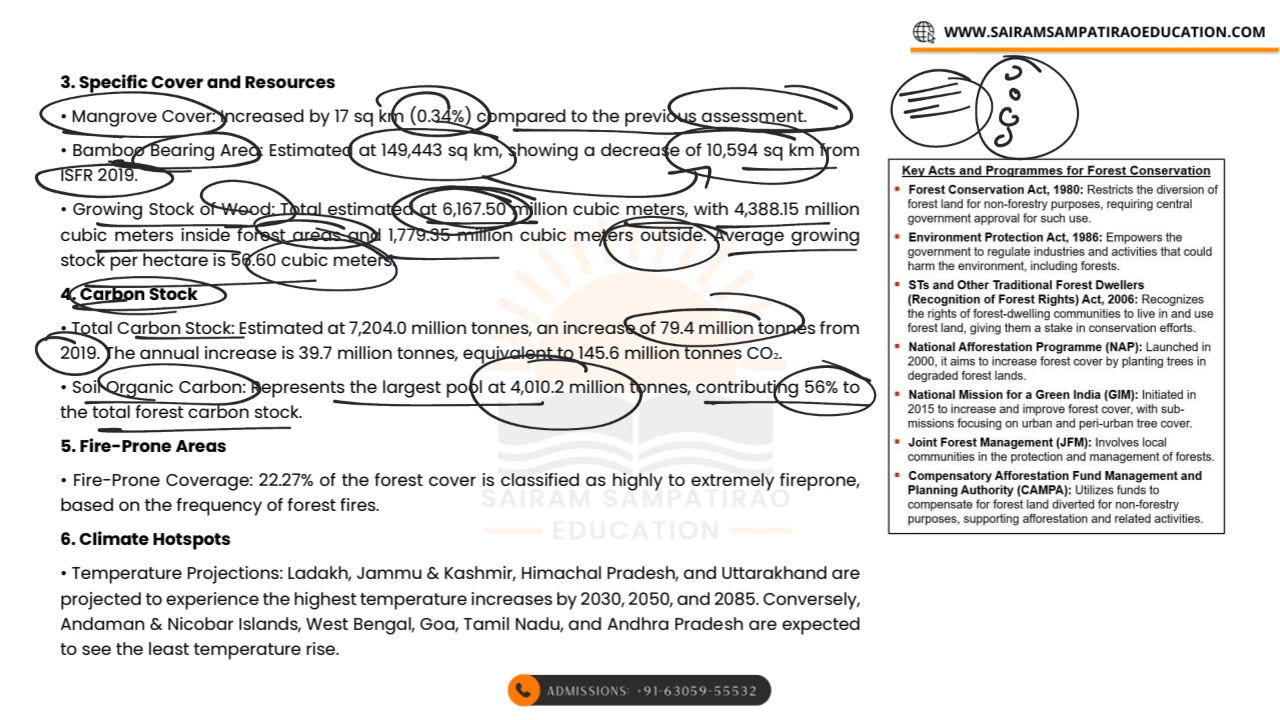 WWW.SAIRAMSAMPATIRAOEDUCATION.COM
3. Specific Cover and Resources
• Mangrove Cover: Increased by 17 sq km (0.34%) compared to the previous assessment.
• Bamboo Bearing Area: Estimated at 149,443 sq km, showing a decrease of 10,594 sq km from
ISFR 2019.
• Growing Stock of Wood: Total estimated at 6,167.50 million cubic meters, with 4,388.15 million
cubic meters inside forest areas and 1,779.35 million cubic meters outside. Average growing
stock per hectare is 56.60 cubic meters.
4. Carbon Stock
• Total Carbon Stock: Estimated at 7,204.0 million tonnes, an increase of 79.4 million tonnes from
2019. The annual increase is 39.7 million tonnes, equivalent to 145.6 million tonnes CO₂.
• Soil Organic Carbon: Represents the largest pool at 4,010.2 million tonnes, contributing 56% to
the total forest carbon stock.
5. Fire-Prone Areas
• Fire-Prone Coverage: 22.27% of the forest cover is classified as highly to extremely fireprone,
based on the frequency of forest fires.
6. Climate Hotspots
• Temperature Projections: Ladakh, Jammu & Kashmir, Himachal Pradesh, and Uttarakhand are
projected to experience the highest temperature increases by 2030, 2050, and 2085. Conversely,
Andaman & Nicobar Islands, West Bengal, Goa, Tamil Nadu, and Andhra Pradesh are expected
to see the least temperature rise.
Key Acts and Programmes for Forest Conservation
Forest Conservation Act, 1980: Restricts the diversion of
forest land for non-forestry purposes, requiring central
government approval for such use.
Environment Protection Act, 1986: Empowers the
government to regulate industries and activities that could
harm the environment, including forests.
STs and Other Traditional Forest Dwellers
(Recognition of Forest Rights) Act, 2006: Recognizes
the rights of forest-dwelling communities to live in and use
forest land, giving them a stake in conservation efforts.
National Afforestation Programme (NAP): Launched in
2000, it aims to increase forest cover by planting trees in
degraded forest lands.
National Mission for a Green India (GIM): Initiated in
2015 to increase and improve forest cover, with sub-
missions focusing on urban and peri-urban tree cover.
Joint Forest Management (JFM): Involves local
communities in the protection and management of forests.
Compensatory Afforestation Fund Management and
Planning Authority (CAMPA): Utilizes funds to
compensate for forest land diverted for non-forestry
purposes, supporting afforestation and related activities.
SAIRAM SAMPATIRAO
EDUCATION
ADMISSIONS: +91-63059-55532